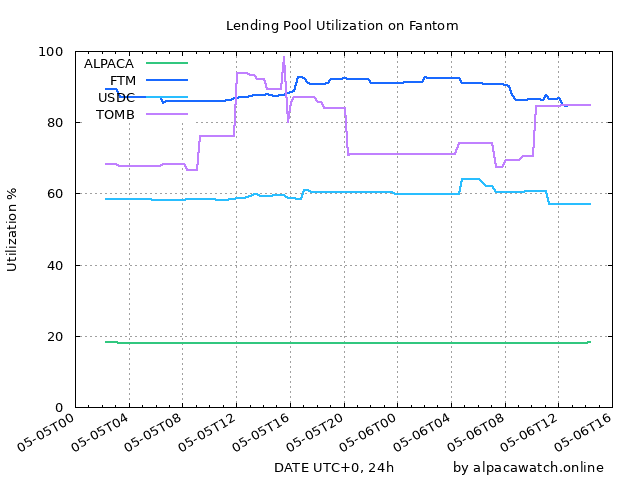 Lending Pool Utilization on Fantom
100
80
60
40
20
0
Utilization %
ALPACA
FTM
USDC
TOMB
05-05T00
05-05T04
05-05T08
05-05T12
05-05T16
05-05T20
05-06T00
05-06T04
05-06T08
05-06T12
05-06T16
DATE UTC+0, 24h
by alpacawatch.online